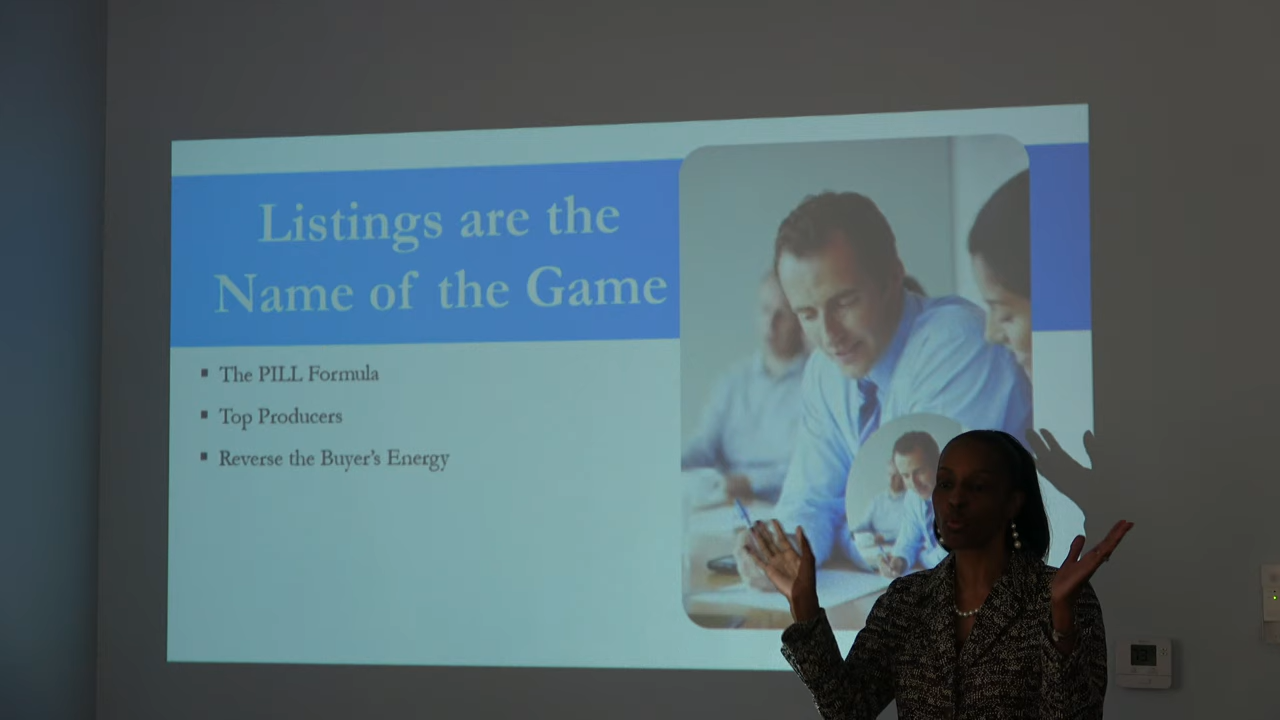 Listings are the
Name of the Game
▪ The PILL Formula
▪ Top Producers
▪ Reverse the Buyer's Energy